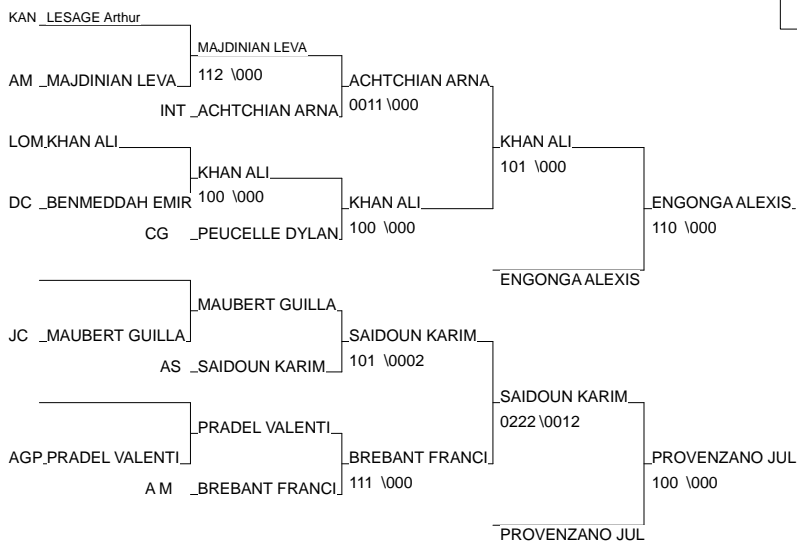 KAN LESAGE Arthur
MAJDINIAN LEVA
AM MAJDINIAN LEVA 112 \000 ACHTCHIAN ARNA
INT ACHTCHIAN ARNA 0011 \000
LOM KHAN ALI KHAN ALI
KHAN ALI 101 \000
DC BENMEDDAH EMIR 100 \000 KHAN ALI ENGONGA ALEXIS
CG PEUCELLE DYLAN 100 \000 110 \000
ENGONGA ALEXIS
MAUBERT GUILLA
JC MAUBERT GUILLA SAIDOUN KARIM
AS SAIDOUN KARIM 101 \0002
SAIDOUN KARIM
PRADEL VALENTI 0222 \0012
AGP PRADEL VALENTI BREBANT FRANCI PROVENZANO JUL
A M BREBANT FRANCI 111 \000 100 \000
PROVENZANO JUL